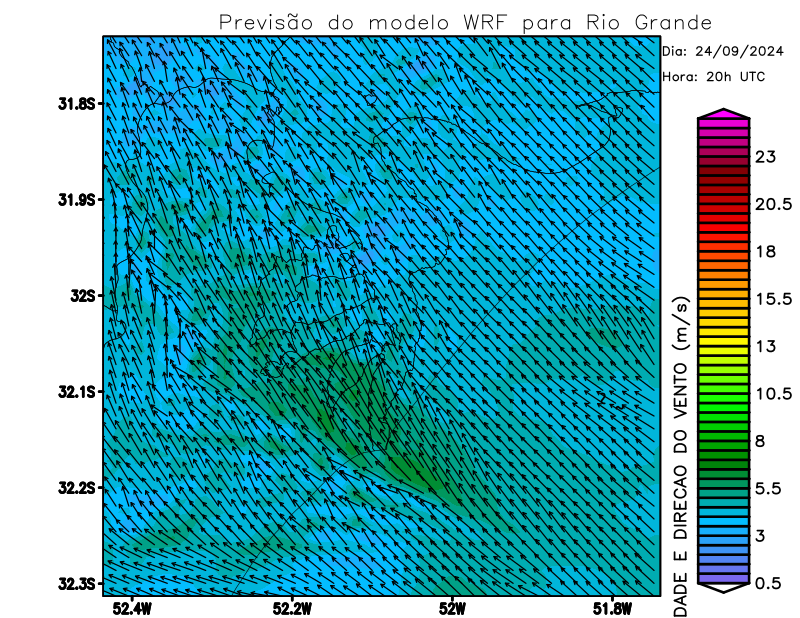 Previsão do modelo WRF para Rio Grande
Dia: 24/09/2024
Hora: 20h UTC
31.8S
31.9S
32S
32.1S
32.2S
32.3S
52.4W
52.2W
52W
51.8W
23
20.5
18
15.5
13
10.5
8
5.5
3
0.5
DADE E DIRECAO DO VENTO (m/s)